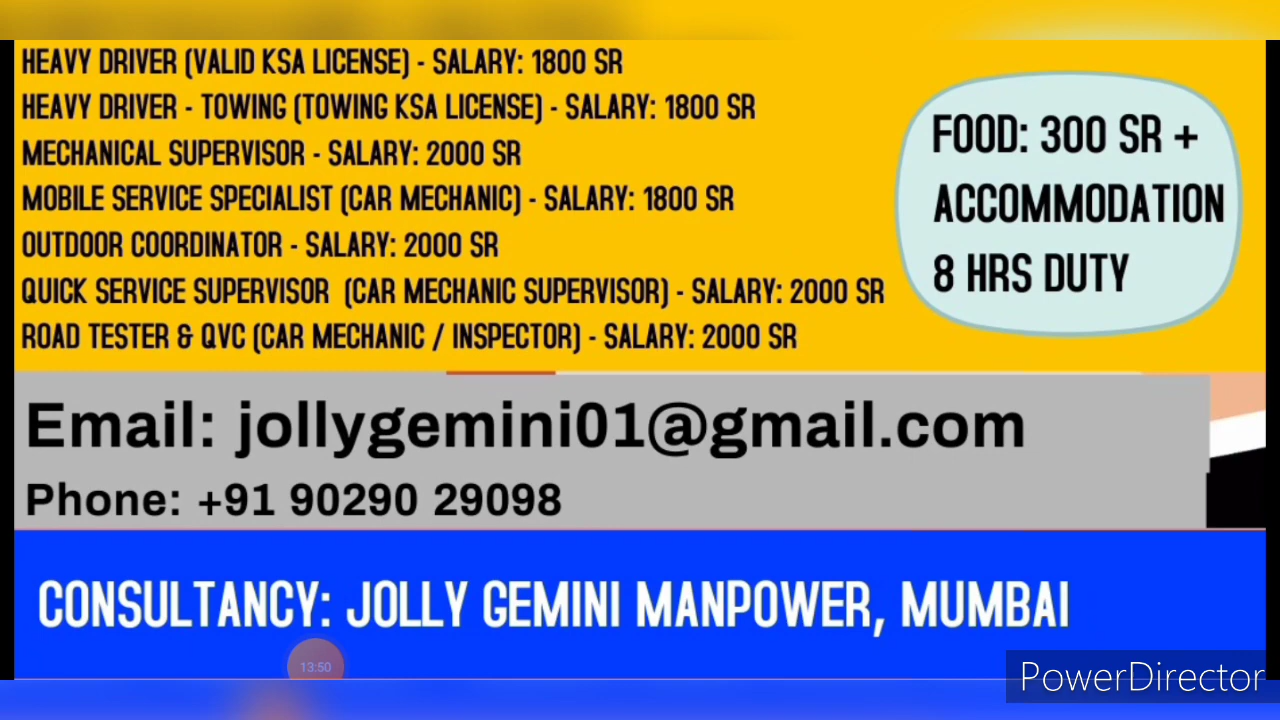 HEAVY DRIVER (VALID KSA LICENSE) - SALARY: 1800 SR
HEAVY DRIVER - TOWING (TOWING KSA LICENSE) - SALARY: 1800 SR
MECHANICAL SUPERVISOR - SALARY: 2000 SR
MOBILE SERVICE SPECIALIST (CAR MECHANIC) - SALARY: 1800 SR
OUTDOOR COORDINATOR - SALARY: 2000 SR
QUICK SERVICE SUPERVISOR (CAR MECHANIC SUPERVISOR) - SALARY: 2000 SR
ROAD TESTER & QVC (CAR MECHANIC / INSPECTOR) - SALARY: 2000 SR
FOOD: 300 SR +
ACCOMMODATION
8 HRS DUTY
Email: jollygemini01@gmail.com
Phone: +91 90290 29098
CONSULTANCY: JOLLY GEMINI MANPOWER, MUMBAI
13:50
PowerDirector